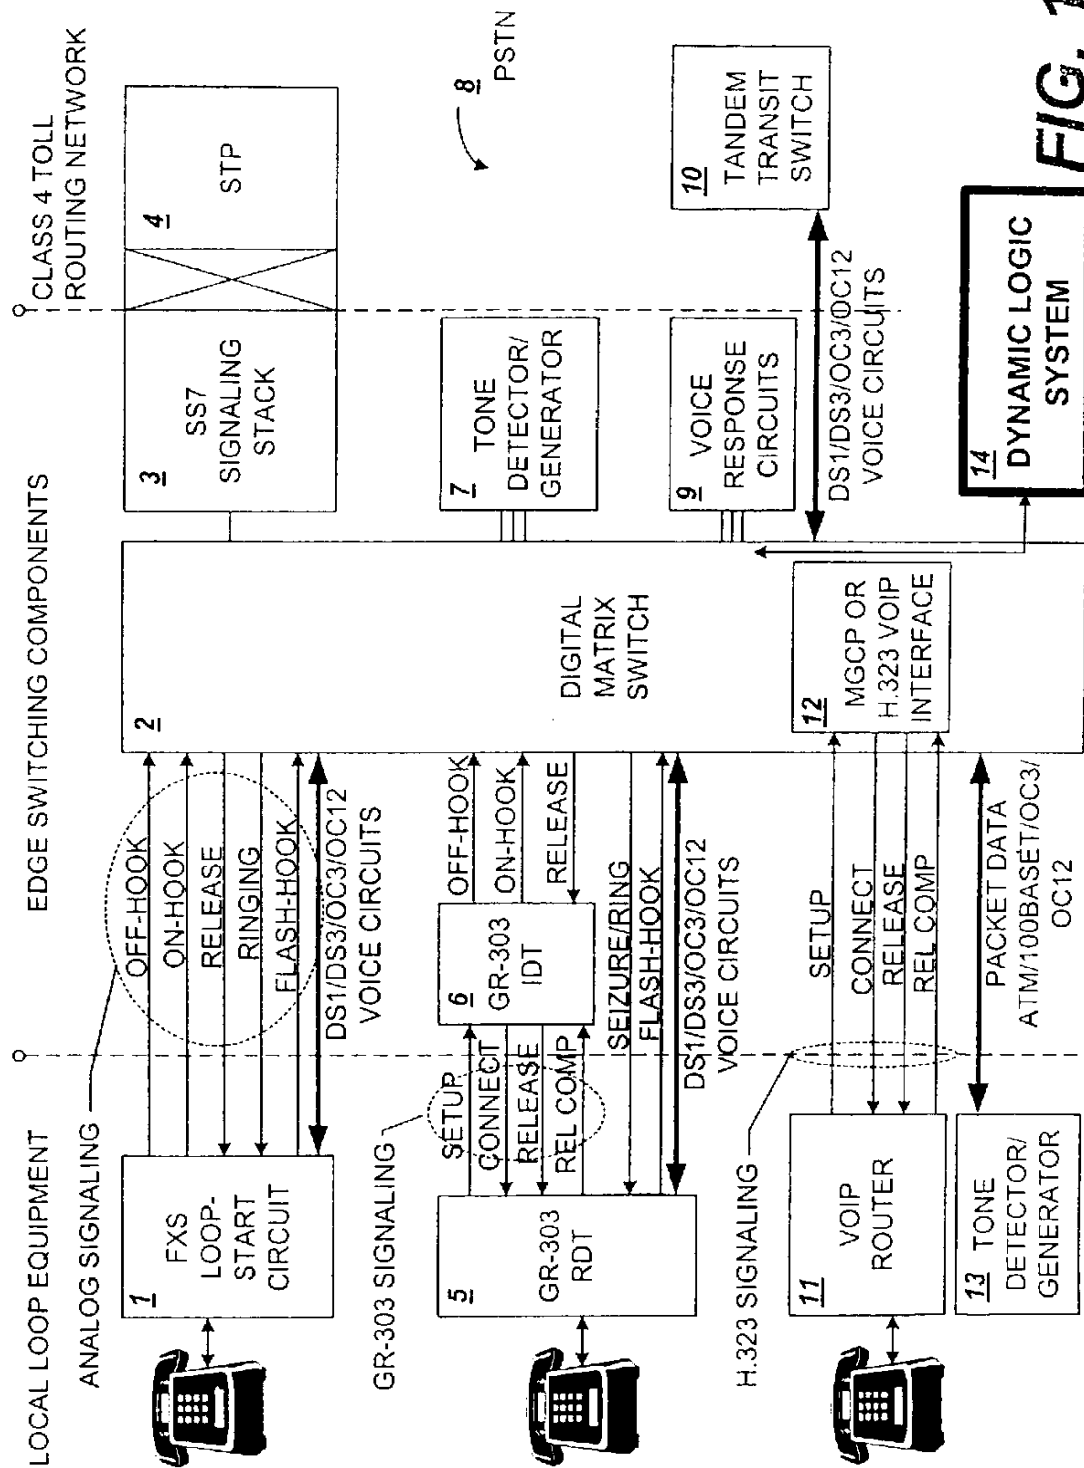 LOCAL LOOP EQUIPMENT
EDGE SWITCHING COMPONENTS
CLASS 4 TOLL
ROUTING NETWORK
ANALOG SIGNALING
1
FXS
LOOP-
START
CIRCUIT
OFF-HOOK
ON-HOOK
RELEASE
RINGING
FLASH-HOOK
DS1/DS3/OC3/OC12
VOICE CIRCUITS
2
DIGITAL
MATRIX
SWITCH
3
SS7
SIGNALING
STACK
4
STP
GR-303 SIGNALING
5
GR-303
RDT
SETUP
CONNECT
RELEASE
REL COMP
6
GR-303
IDT
OFF-HOOK
ON-HOOK
RELEASE
SEIZURE/RING
FLASH-HOOK
DS1/DS3/OC3/OC12
VOICE CIRCUITS
7
TONE
DETECTOR/
GENERATOR
8
PSTN
9
VOICE
RESPONSE
CIRCUITS
10
TANDEM
TRANSIT
SWITCH
DS1/DS3/OC3/OC12
VOICE CIRCUITS
H.323 SIGNALING
11
VOIP
ROUTER
SETUP
CONNECT
RELEASE
REL COMP
12
MGCP OR
H.323 VOIP
INTERFACE
13 TONE
DETECTOR/
GENERATOR
PACKET DATA
ATM/100BASET/OC3/
OC12
14
DYNAMIC LOGIC
SYSTEM
FIG. 1